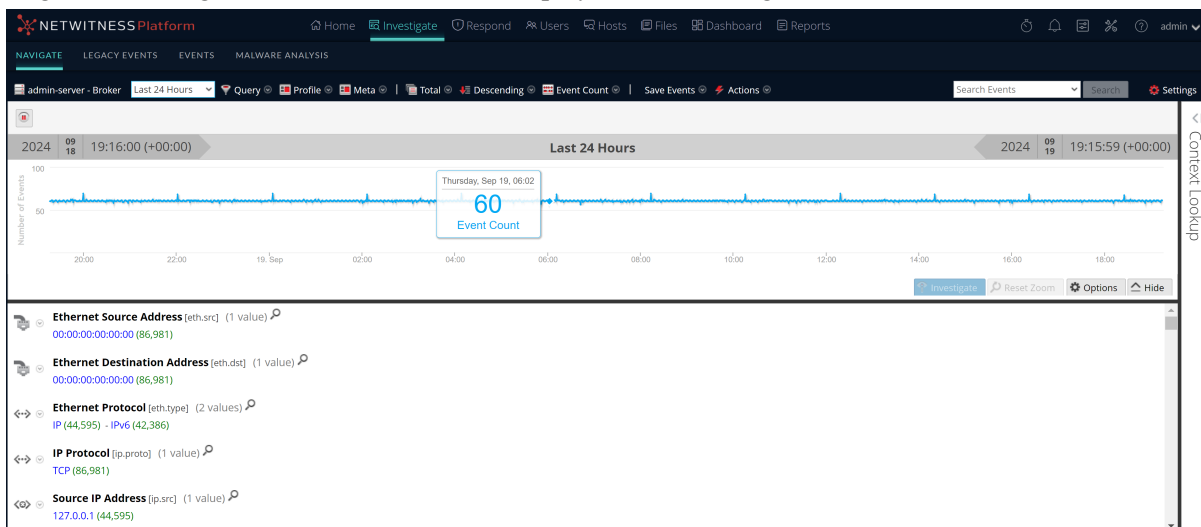 NETWITNESS Platform Home Investigate Respond Users Hosts Files Dashboard Reports admin
NAVIGATE LEGACY EVENTS EVENTS MALWARE ANALYSIS
admin-server - Broker Last 24 Hours Query Profile Meta | Total Descending Event Count | Save Events Actions Search Events Search Settings
2024 09 18 19:16:00 (+00:00) Last 24 Hours 2024 09 19 19:15:59 (+00:00)
Context Lookup
Number of Events
100
50
Thursday, Sep 19, 06:02
60
Event Count
20:00 22:00 19. Sep 02:00 04:00 06:00 08:00 10:00 12:00 14:00 16:00 18:00
Investigate Reset Zoom Options Hide
Ethernet Source Address [eth.src] (1 value)
00:00:00:00:00:00 (86,981)
Ethernet Destination Address [eth.dst] (1 value)
00:00:00:00:00:00 (86,981)
Ethernet Protocol [eth.type] (2 values)
IP (44,595) - IPv6 (42,386)
IP Protocol [ip.proto] (1 value)
TCP (86,981)
Source IP Address [ip.src] (1 value)
127.0.0.1 (44,595)